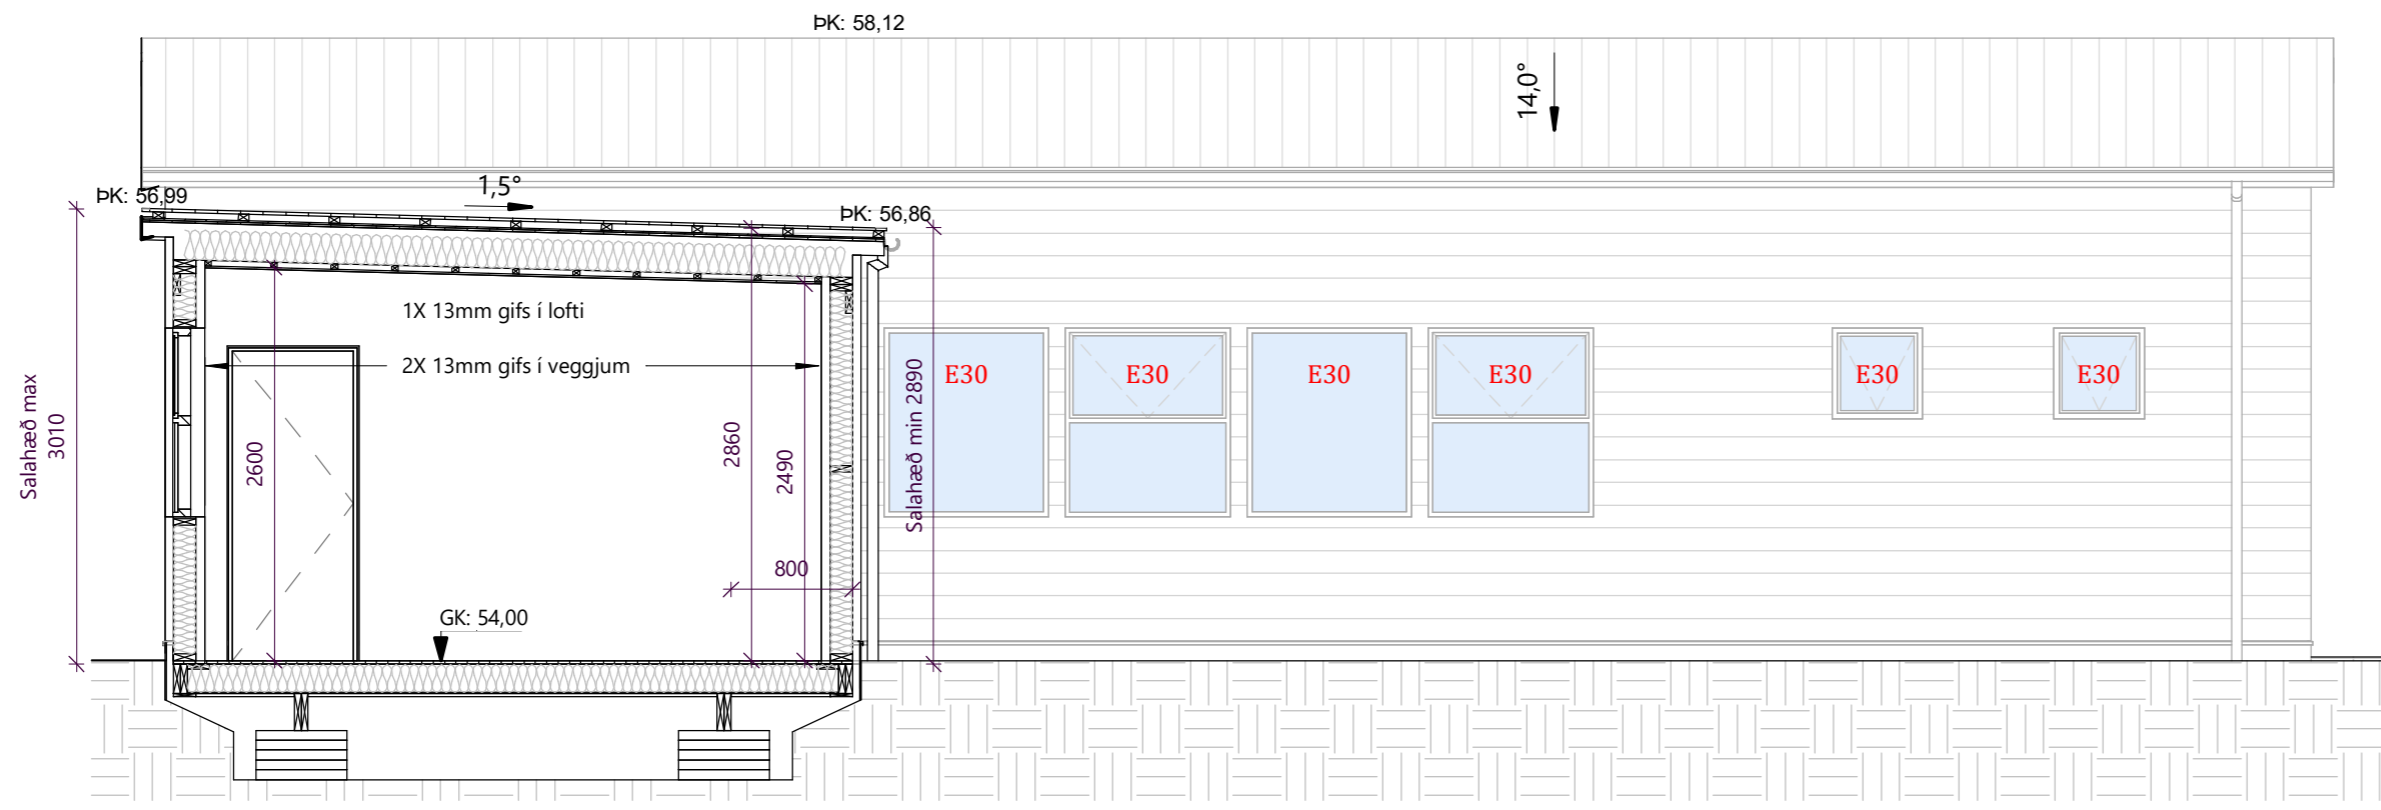 ÞK: 58,12
14,0°
ÞK: 56,99
1,5°
ÞK: 56,86
1X 13mm gifs í lofti
2X 13mm gifs í veggjum
E30
E30
E30
E30
E30
E30
Salahæð max
3010
2600
2860
2490
Salahæð min 2890
800
GK: 54,00